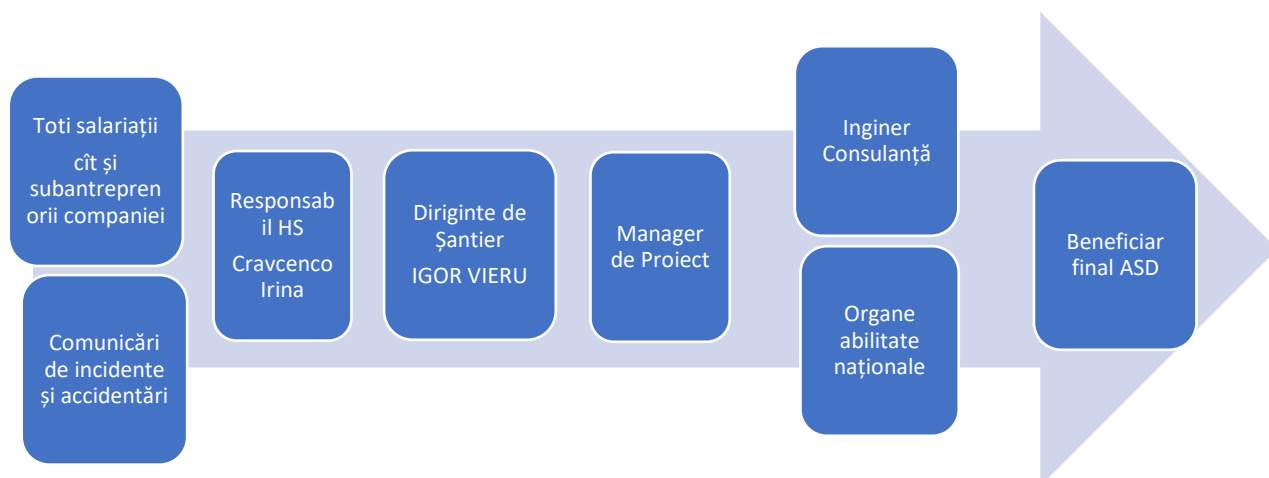 Toti salariații
cît și
subantrepren
orii companiei
Comunicări
de incidente
și accidentări
Responsab
il HS
Cravcenco
Irina
Diriginte de
Șantier
IGOR VIERU
Manager
de Proiect
Inginer
Consulanță
Organe
abilitate
naționale
Beneficiar
final ASD